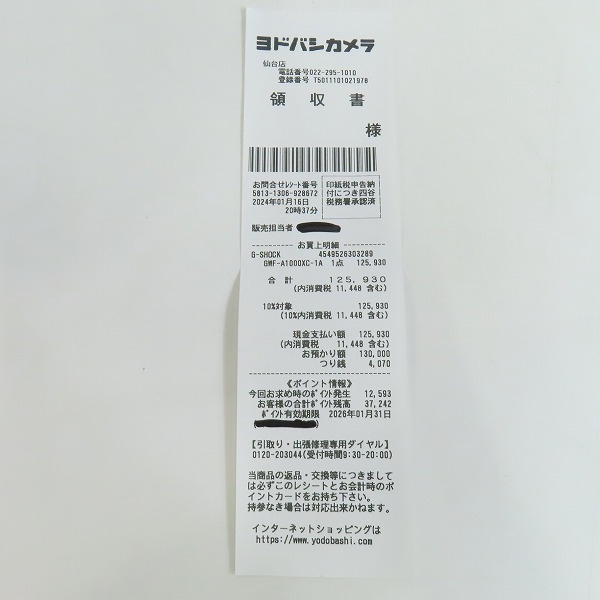 ヨドバシカメラ
仙台店
電話番号022-295-1010
登録番号 T5011101021978
領 収 書
様
お問合せﾚｼｰﾄ番号
5813-1306-928672
2024年01月16日
20時37分
印紙税申告納
付につき四谷
税務署承認済
販売担当者
お買上明細
G-SHOCK 4549526303289
GWF-A1000XC-1A 1点 125,930
合 計 125,930
(内消費税 11,448 含む)
10%対象 125,930
(10%内消費税 11,448 含む)
現金支払い額 125,930
(内消費税 11,448 含む)
お預かり額 130,000
つり銭 4,070
《ポイント情報》
今回お求め時のﾎﾟｲﾝﾄ発生 12,593
お客様の合計ﾎﾟｲﾝﾄ残高 37,242
ﾎﾟｲﾝﾄ有効期限 2026年01月31日
【引取り・出張修理専用ダイヤル】
0120-203044(受付時間9:30-20:00)
当商品の返品・交換等につきまして
は必ずこのレシートとお会計時のポ
イントカードをお持ち下さい。
持参なき場合は対応出来かねます。
インターネットショッピングは
https://www.yodobashi.com